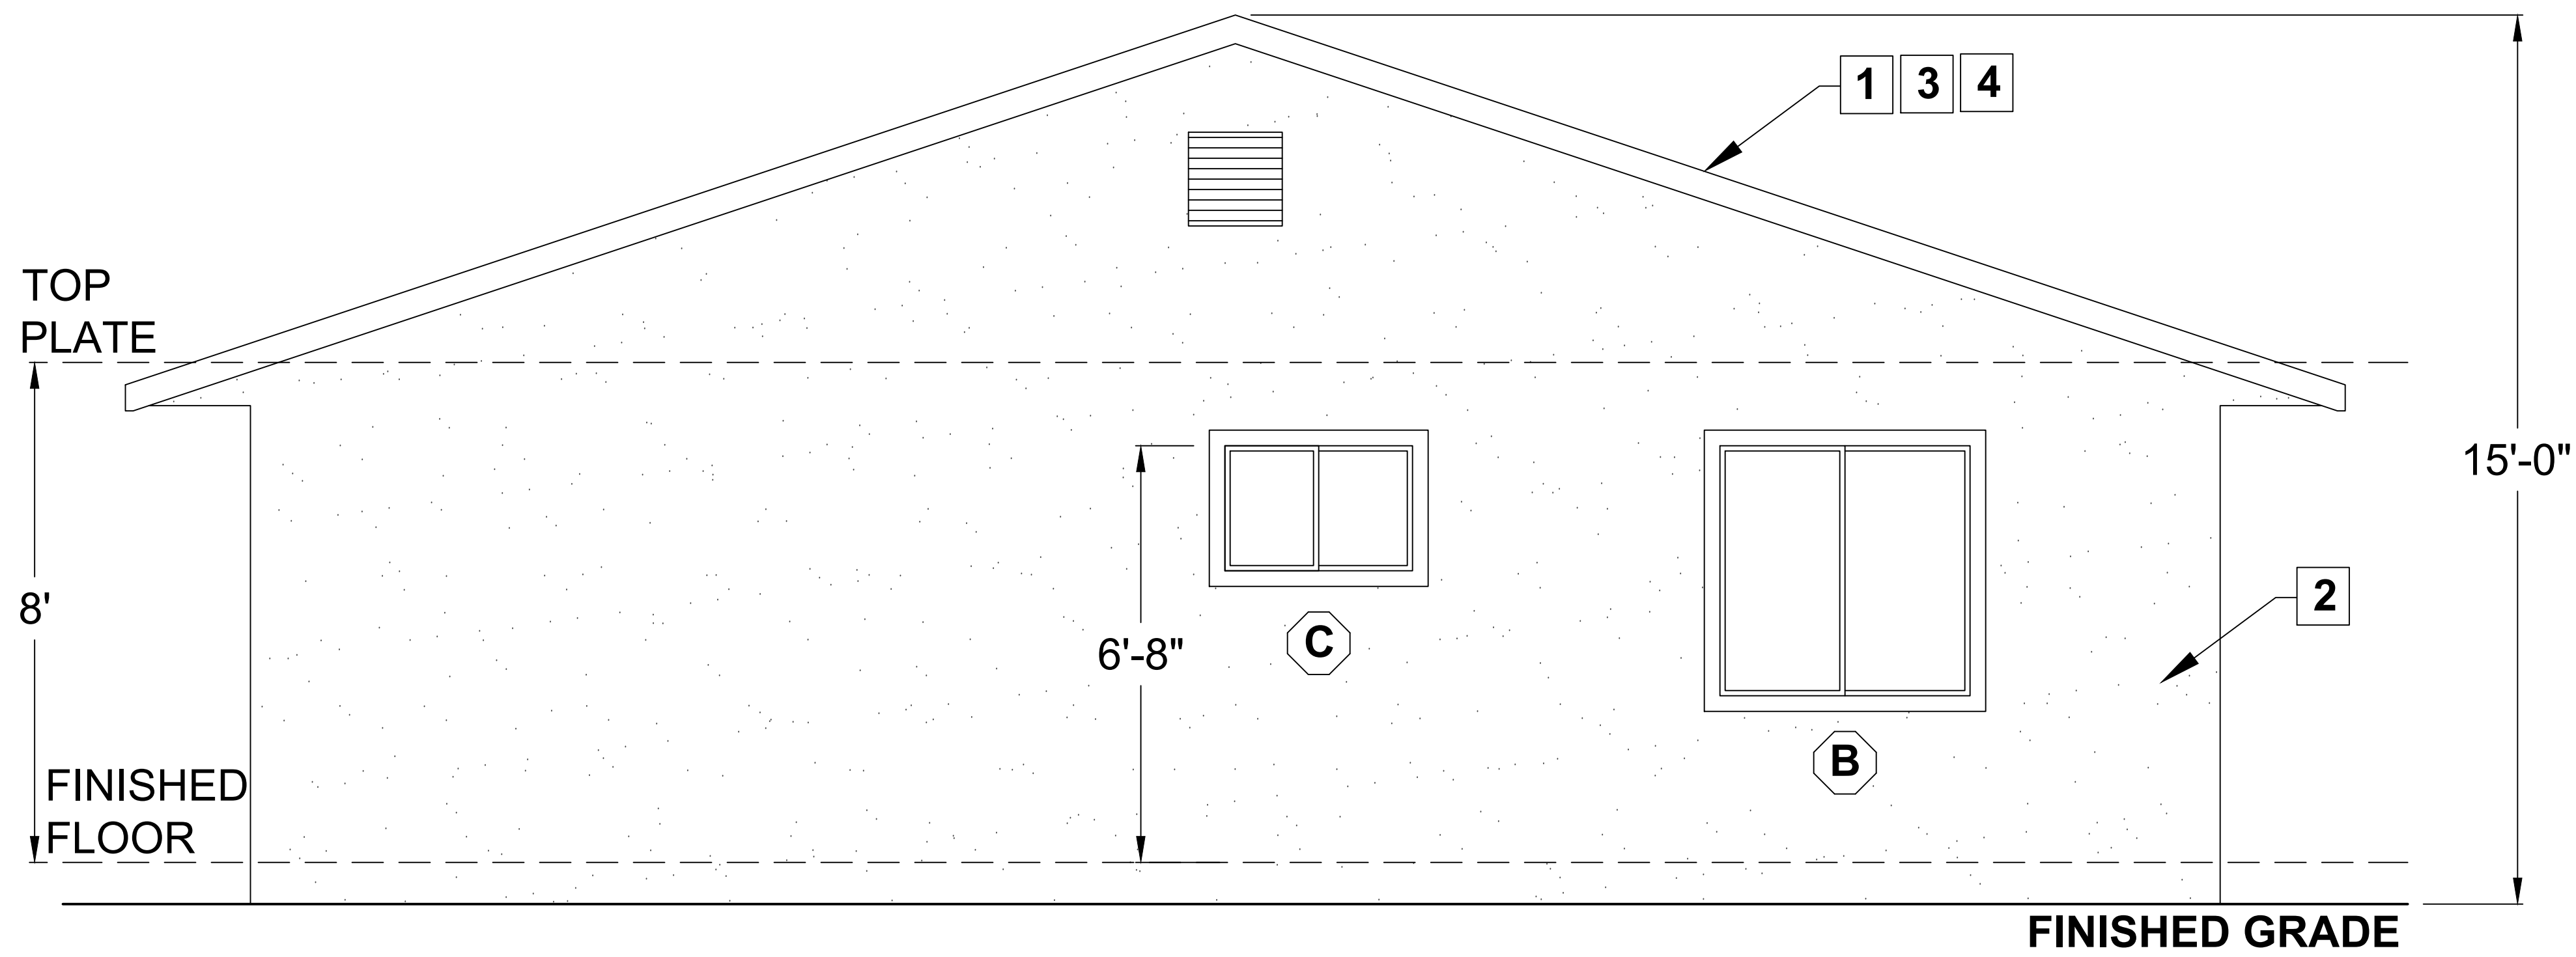 1 3 4
TOP
PLATE
15'-0"
8'
2
6'-8"
C
B
FINISHED
FLOOR
FINISHED GRADE